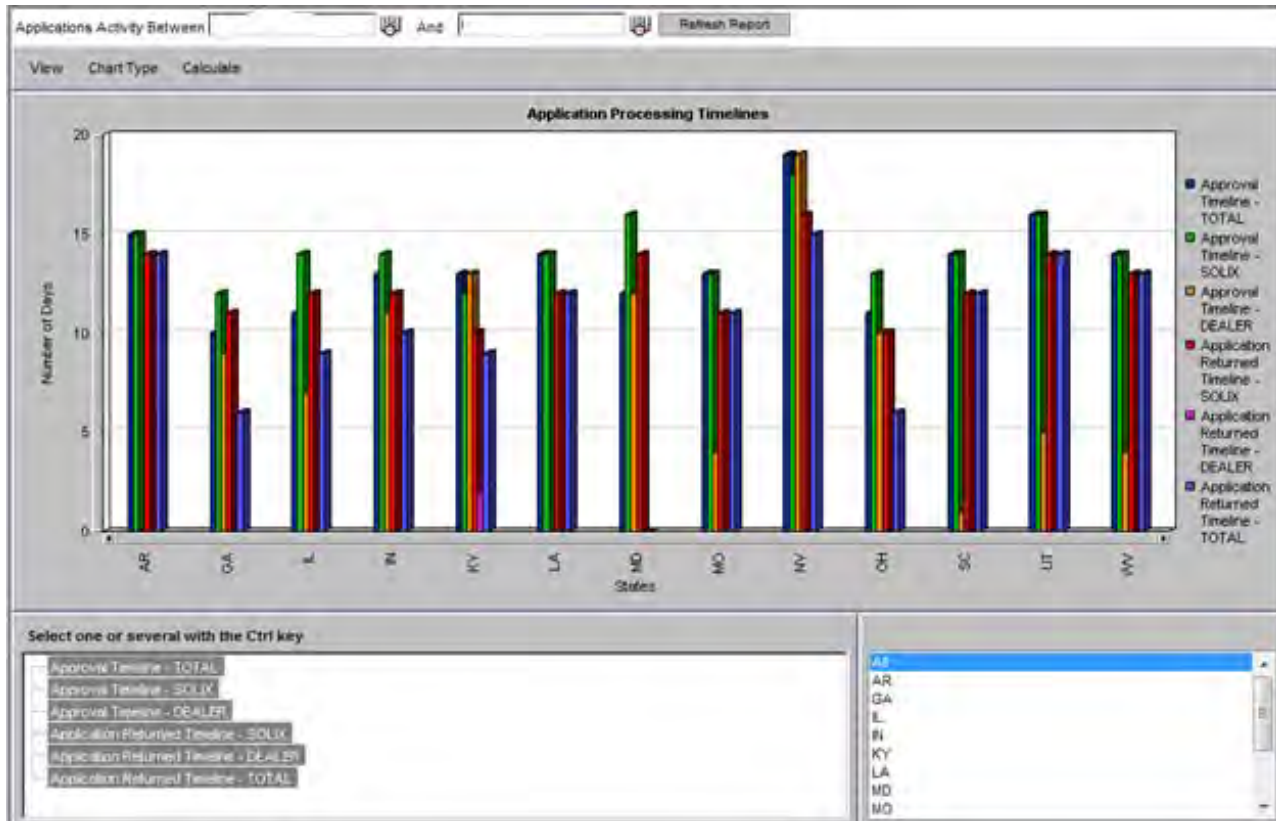 Applications Activity Between
And
Refresh Report
View Chart Type Calculate
Application Processing Timelines
20
15
10
5
0
Number of Days
AR
GA
IL
IN
KY
LA
MD
MO
NV
OH
SC
UT
WV
States
Approval
Timeline -
TOTAL
Approval
Timeline -
SOLIX
Approval
Timeline -
DEALER
Application
Returned
Timeline -
SOLIX
Application
Returned
Timeline -
DEALER
Application
Returned
Timeline -
TOTAL
Select one or several with the Ctrl key
Approval Timeline - TOTAL
Approval Timeline - SOLIX
Approval Timeline - DEALER
Application Returned Timeline - SOLIX
Application Returned Timeline - DEALER
Application Returned Timeline - TOTAL
All
AR
GA
IL
IN
KY
LA
MD
MO